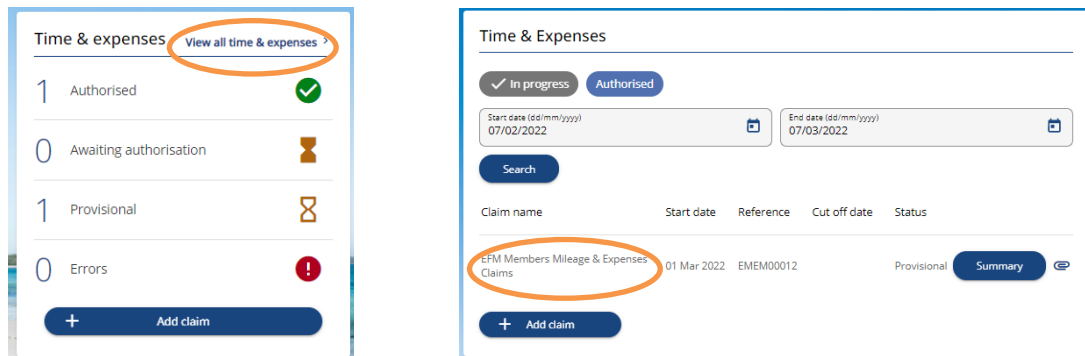 Time & expenses View all time & expenses >
1 Authorised
0 Awaiting authorisation
1 Provisional
0 Errors
+ Add claim
Time & Expenses
In progress Authorised
Start date (dd/mm/yyyy) End date (dd/mm/yyyy)
07/02/2022 07/03/2022
Search
Claim name Start date Reference Cut off date Status
EFM Members Mileage & Expenses
Claims 01 Mar 2022 EMEM00012 Provisional Summary
+ Add claim